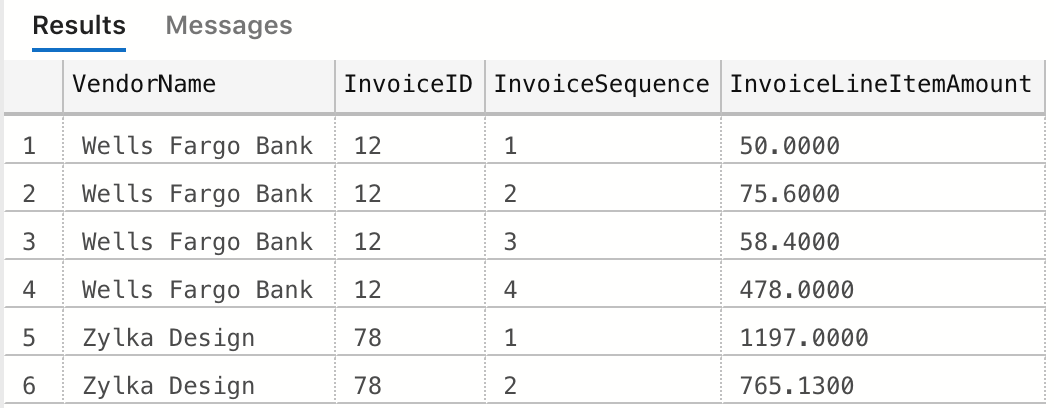 Results Messages
VendorName InvoiceID InvoiceSequence InvoiceLineItemAmount
1 Wells Fargo Bank 12 1 50.0000
2 Wells Fargo Bank 12 2 75.6000
3 Wells Fargo Bank 12 3 58.4000
4 Wells Fargo Bank 12 4 478.0000
5 Zylka Design 78 1 1197.0000
6 Zylka Design 78 2 765.1300